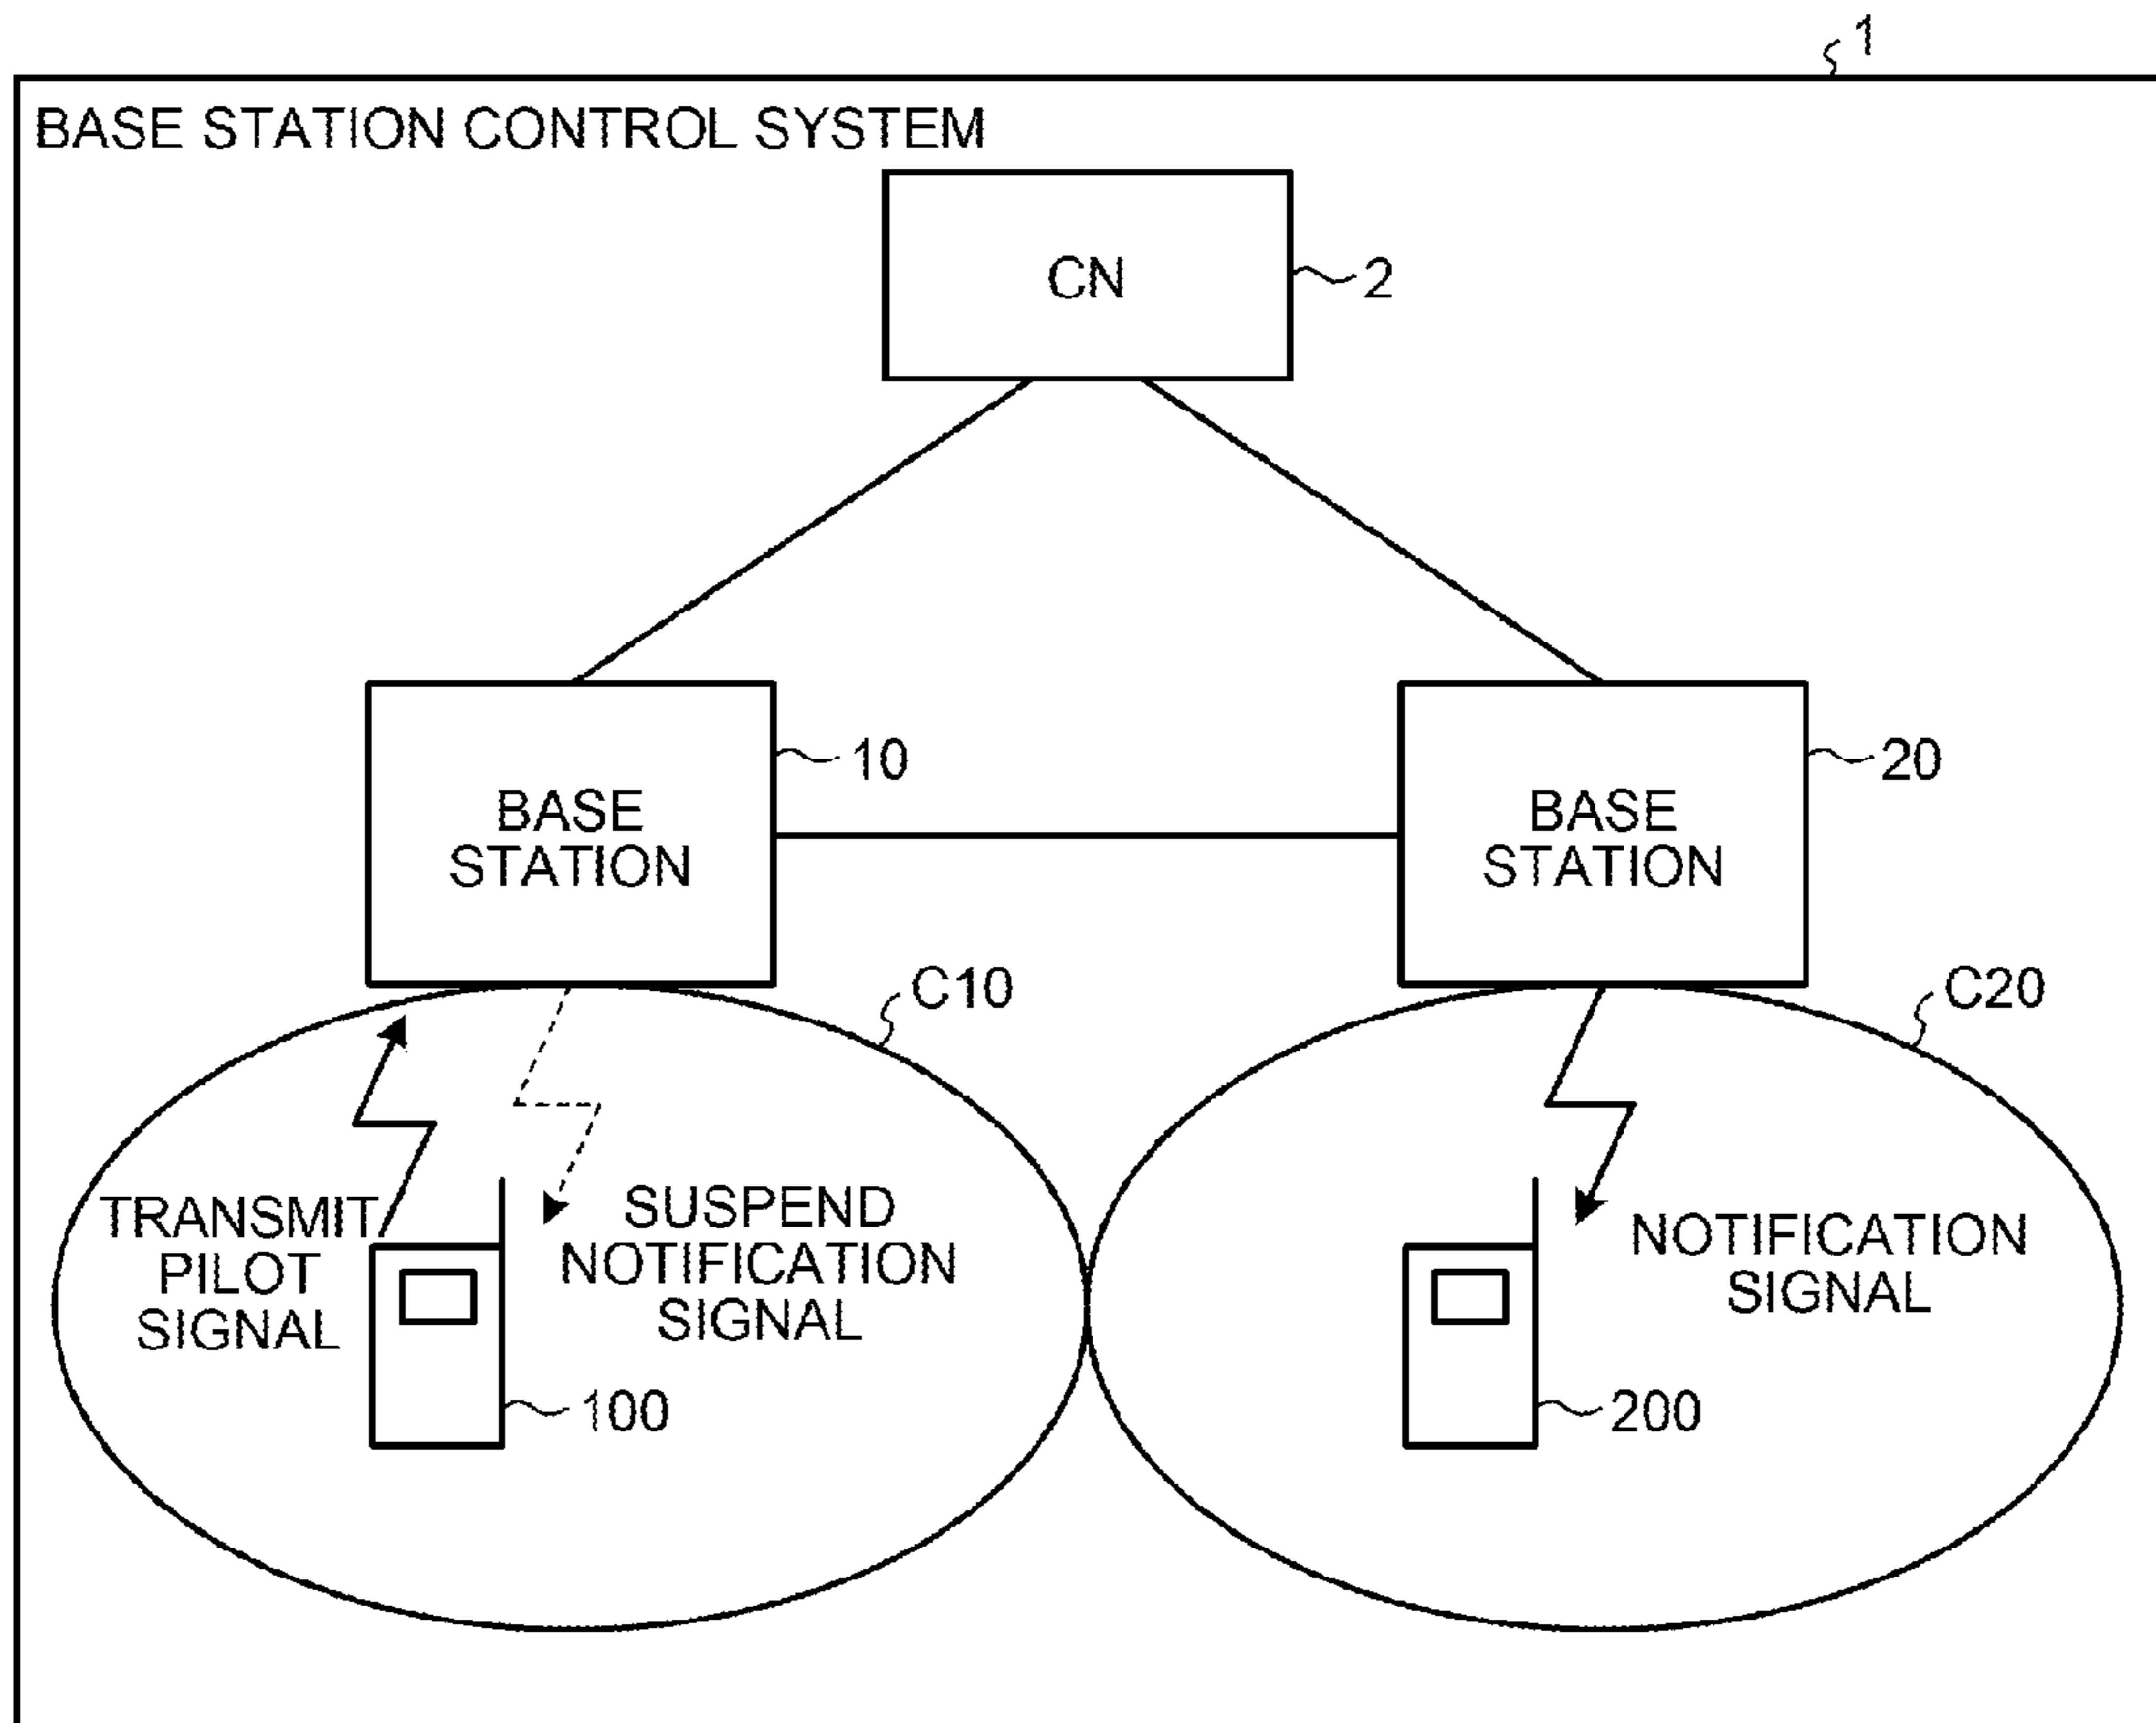 1
BASE STATION CONTROL SYSTEM
CN
2
10
BASE
STATION
20
BASE
STATION
C10
C20
TRANSMIT
PILOT
SIGNAL
SUSPEND
NOTIFICATION
SIGNAL
NOTIFICATION
SIGNAL
100
200